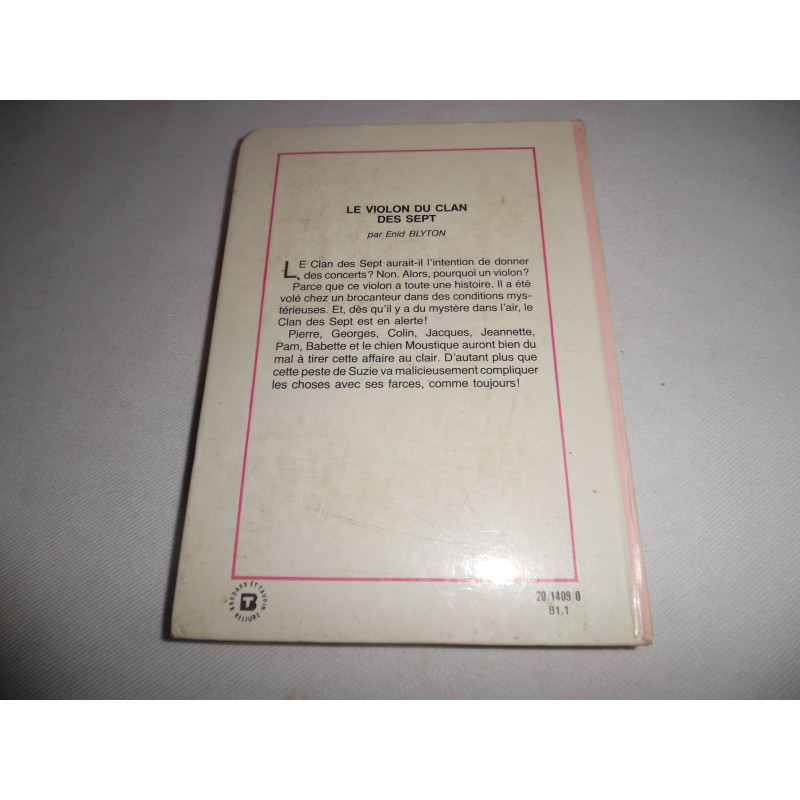 LE VIOLON DU CLAN
DES SEPT
par Enid BLYTON
LE Clan des Sept aurait-il l'intention de donner
des concerts? Non. Alors, pourquoi un violon?
Parce que ce violon a toute une histoire. Il a été
volé chez un brocanteur dans des conditions mys-
térieuses. Et, dès qu'il y a du mystère dans l'air, le
Clan des Sept est en alerte!
Pierre, Georges, Colin, Jacques, Jeannette,
Pam, Babette et le chien Moustique auront bien du
mal à tirer cette affaire au clair. D'autant plus que
cette peste de Suzie va malicieusement compliquer
les choses avec ses farces, comme toujours!
BRODARD ET TAUPIN
BT
RELIURE
20 1409 0
81.1